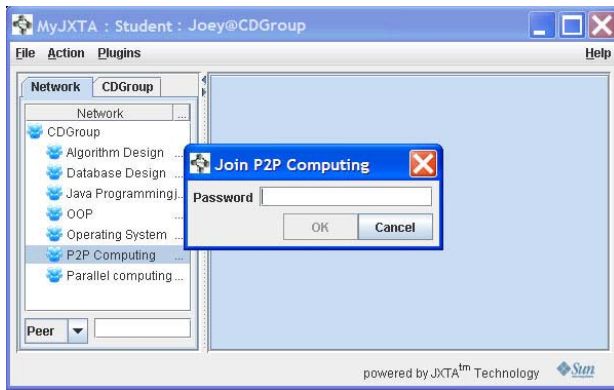 MyJXTA : Student : Joey@CDGroup
File Action Plugins Help
Network CDGroup
Network ...
CDGroup
Algorithm Design ...
Database Design ...
Java Programmingj...
OOP ...
Operating System ...
P2P Computing ...
Parallel computing ...
Join P2P Computing
Password
OK Cancel
Peer
powered by JXTAtm Technology Sun